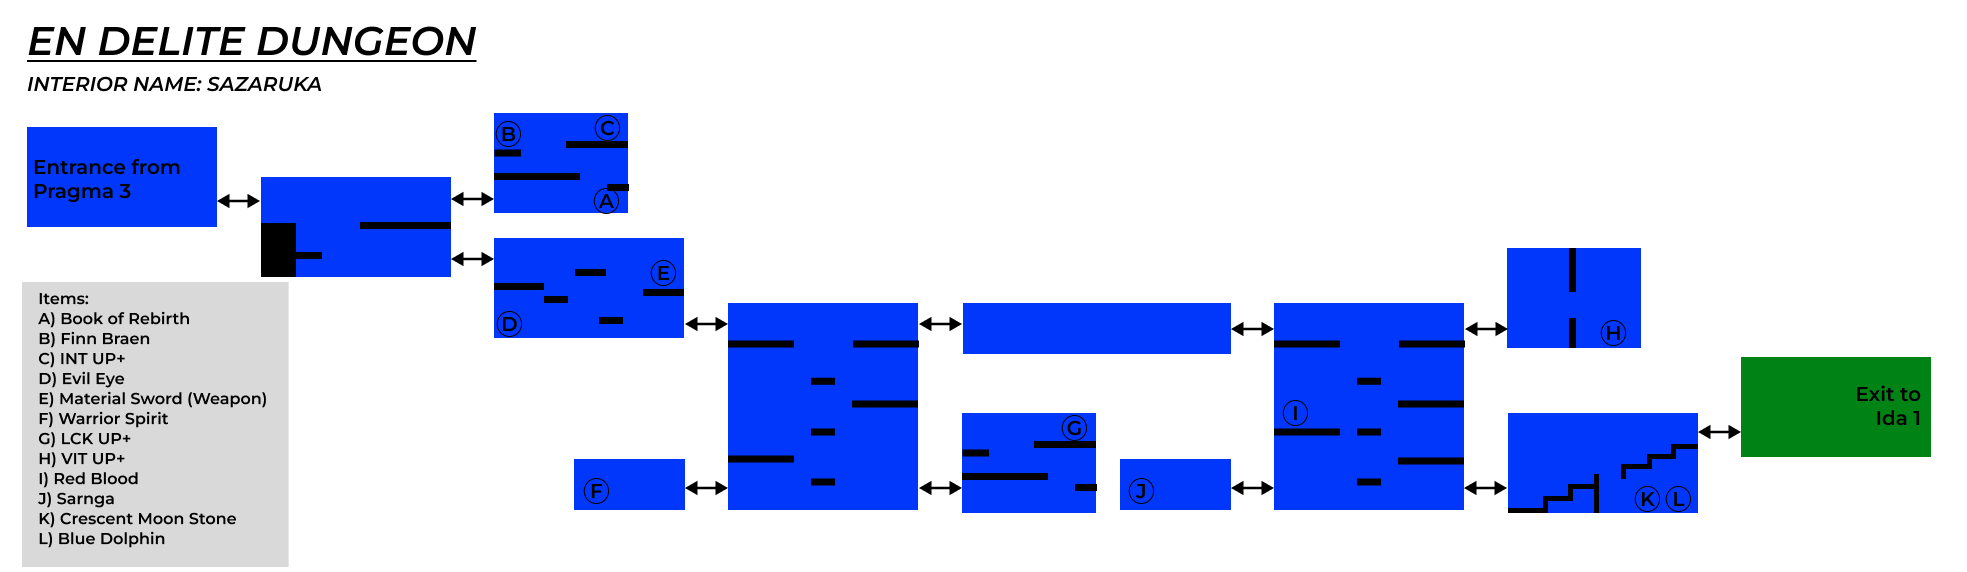 EN DELITE DUNGEON
INTERIOR NAME: SAZARUKA
Entrance from
Pragma 3
B
C
A
E
D
H
Exit to
Ida 1
I
G
F
J
K L
Items:
A) Book of Rebirth
B) Finn Braen
C) INT UP+
D) Evil Eye
E) Material Sword (Weapon)
F) Warrior Spirit
G) LCK UP+
H) VIT UP+
I) Red Blood
J) Sarnga
K) Crescent Moon Stone
L) Blue Dolphin